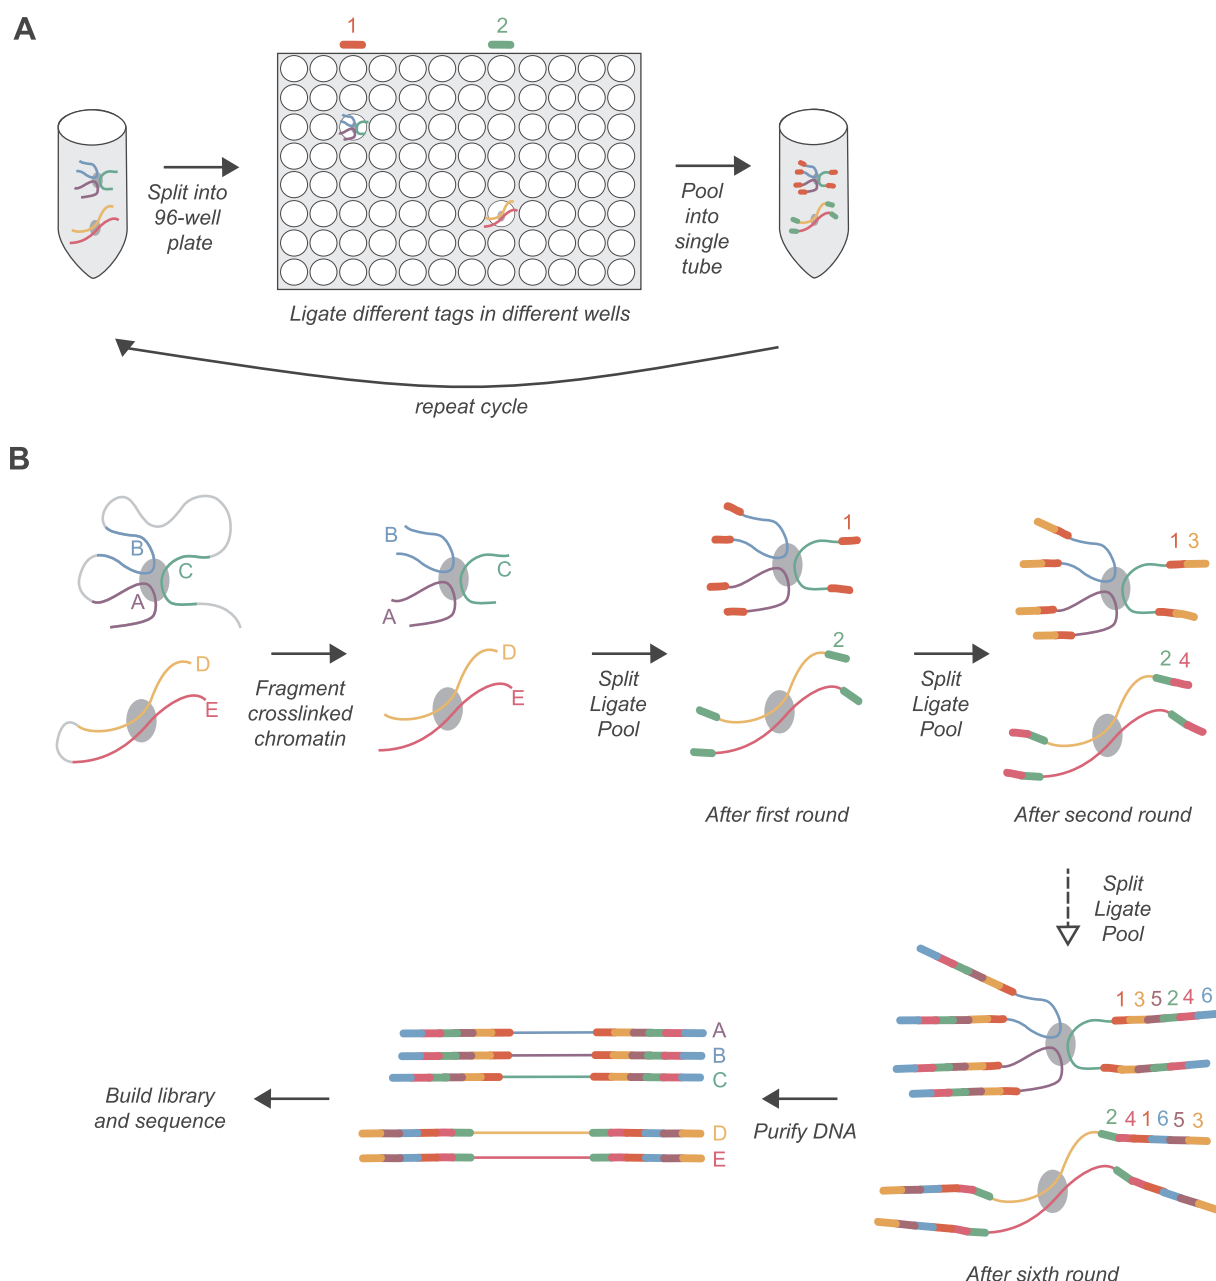 A
1
2
Split into
96-well
plate
Pool
into
single
tube
Ligate different tags in different wells
repeat cycle
B
B
C
A
D
E
Fragment
crosslinked
chromatin
B
C
A
D
E
Split
Ligate
Pool
1
2
After first round
Split
Ligate
Pool
1 3
2 4
After second round
Split
Ligate
Pool
1 3 5 2 4 6
2 4 1 6 5 3
After sixth round
Purify DNA
A
B
C
D
E
Build library
and sequence